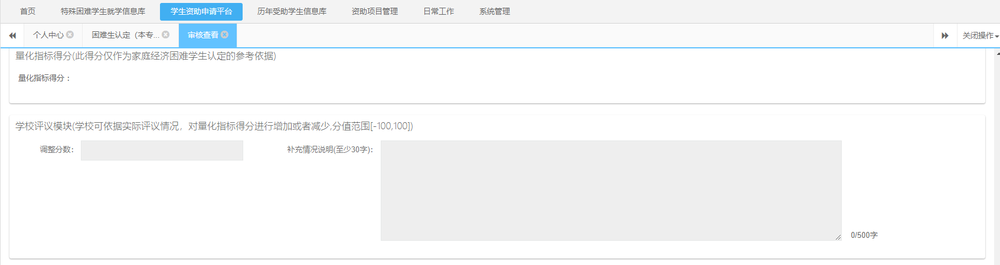 首页 特殊困难学生就学信息库 学生资助申请平台 历年受助学生信息库 资助项目管理 日常工作 系统管理
个人中心 困难生认定（本专... 审核查看 关闭操作
量化指标得分(此得分仅作为家庭经济困难学生认定的参考依据)
量化指标得分：
学校评议模块(学校可依据实际评议情况，对量化指标得分进行增加或者减少,分值范围[-100,100])
调整分数： 补充情况说明(至少30字)：
0/500字